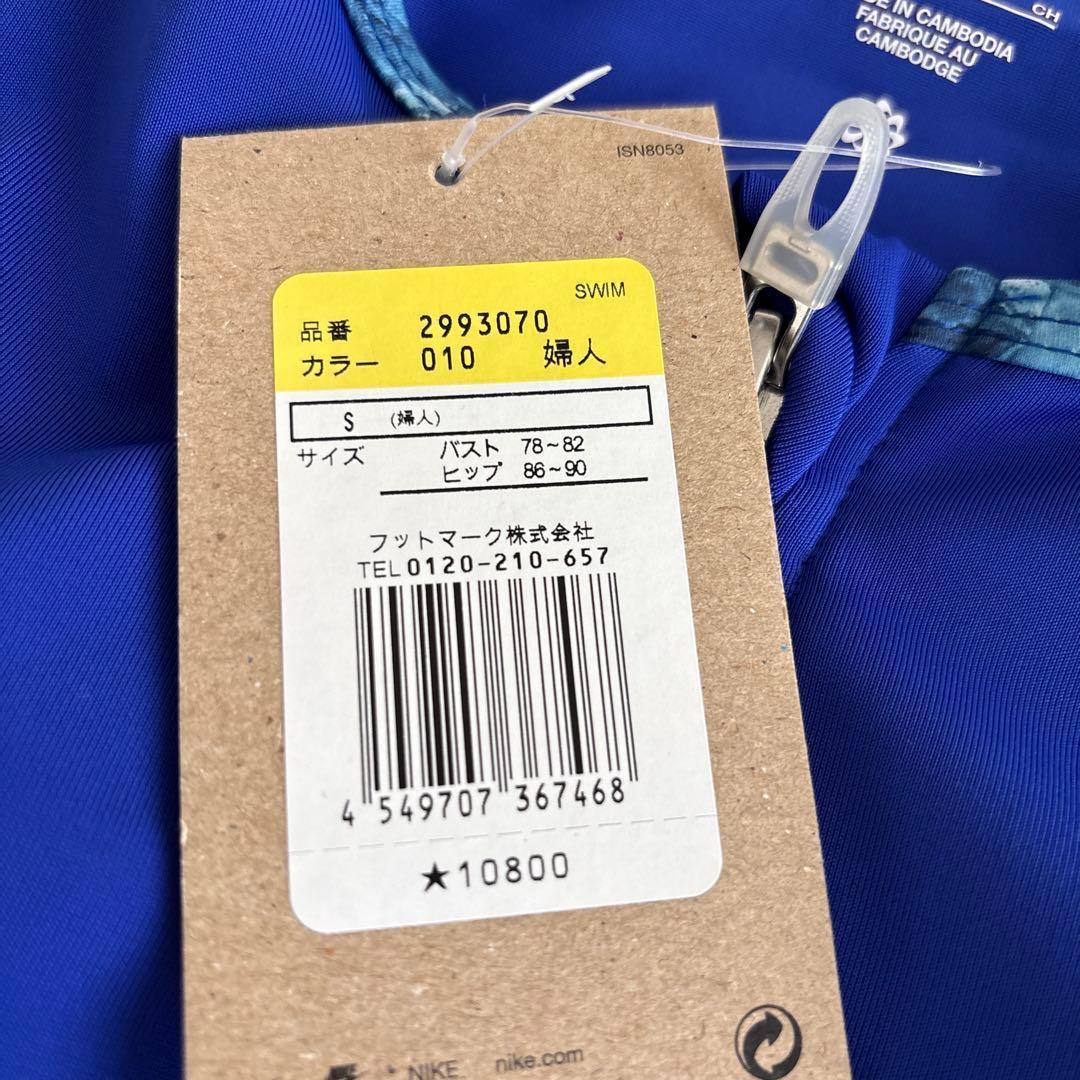 CH
E IN CAMBODIA
FABRIQUE AU
CAMBODGE
ISN8053
SWIM
品番 2993070
カラー 010 婦人
S (婦人)
サイズ バスト 78~82
ヒップ 86~90
フットマーク株式会社
TEL 0120-210-657
4 549707 367468
★10800
NIKE nike.com